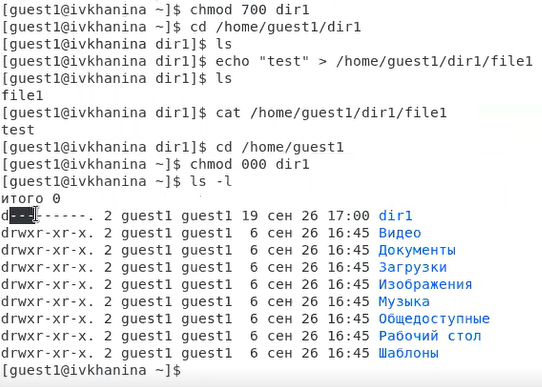 [guest1@ivkhanina ~]$ chmod 700 dir1
[guest1@ivkhanina ~]$ cd /home/guest1/dir1
[guest1@ivkhanina dir1]$ ls
[guest1@ivkhanina dir1]$ echo "test" > /home/guest1/dir1/file1
[guest1@ivkhanina dir1]$ ls
file1
[guest1@ivkhanina dir1]$ cat /home/guest1/dir1/file1
test
[guest1@ivkhanina dir1]$ cd /home/guest1
[guest1@ivkhanina ~]$ chmod 000 dir1
[guest1@ivkhanina ~]$ ls -l
итого 0
d---------. 2 guest1 guest1 19 сен 26 17:00 dir1
drwxr-xr-x. 2 guest1 guest1  6 сен 26 16:45 Видео
drwxr-xr-x. 2 guest1 guest1  6 сен 26 16:45 Документы
drwxr-xr-x. 2 guest1 guest1  6 сен 26 16:45 Загрузки
drwxr-xr-x. 2 guest1 guest1  6 сен 26 16:45 Изображения
drwxr-xr-x. 2 guest1 guest1  6 сен 26 16:45 Музыка
drwxr-xr-x. 2 guest1 guest1  6 сен 26 16:45 Общедоступные
drwxr-xr-x. 2 guest1 guest1  6 сен 26 16:45 Рабочий стол
drwxr-xr-x. 2 guest1 guest1  6 сен 26 16:45 Шаблоны
[guest1@ivkhanina ~]$